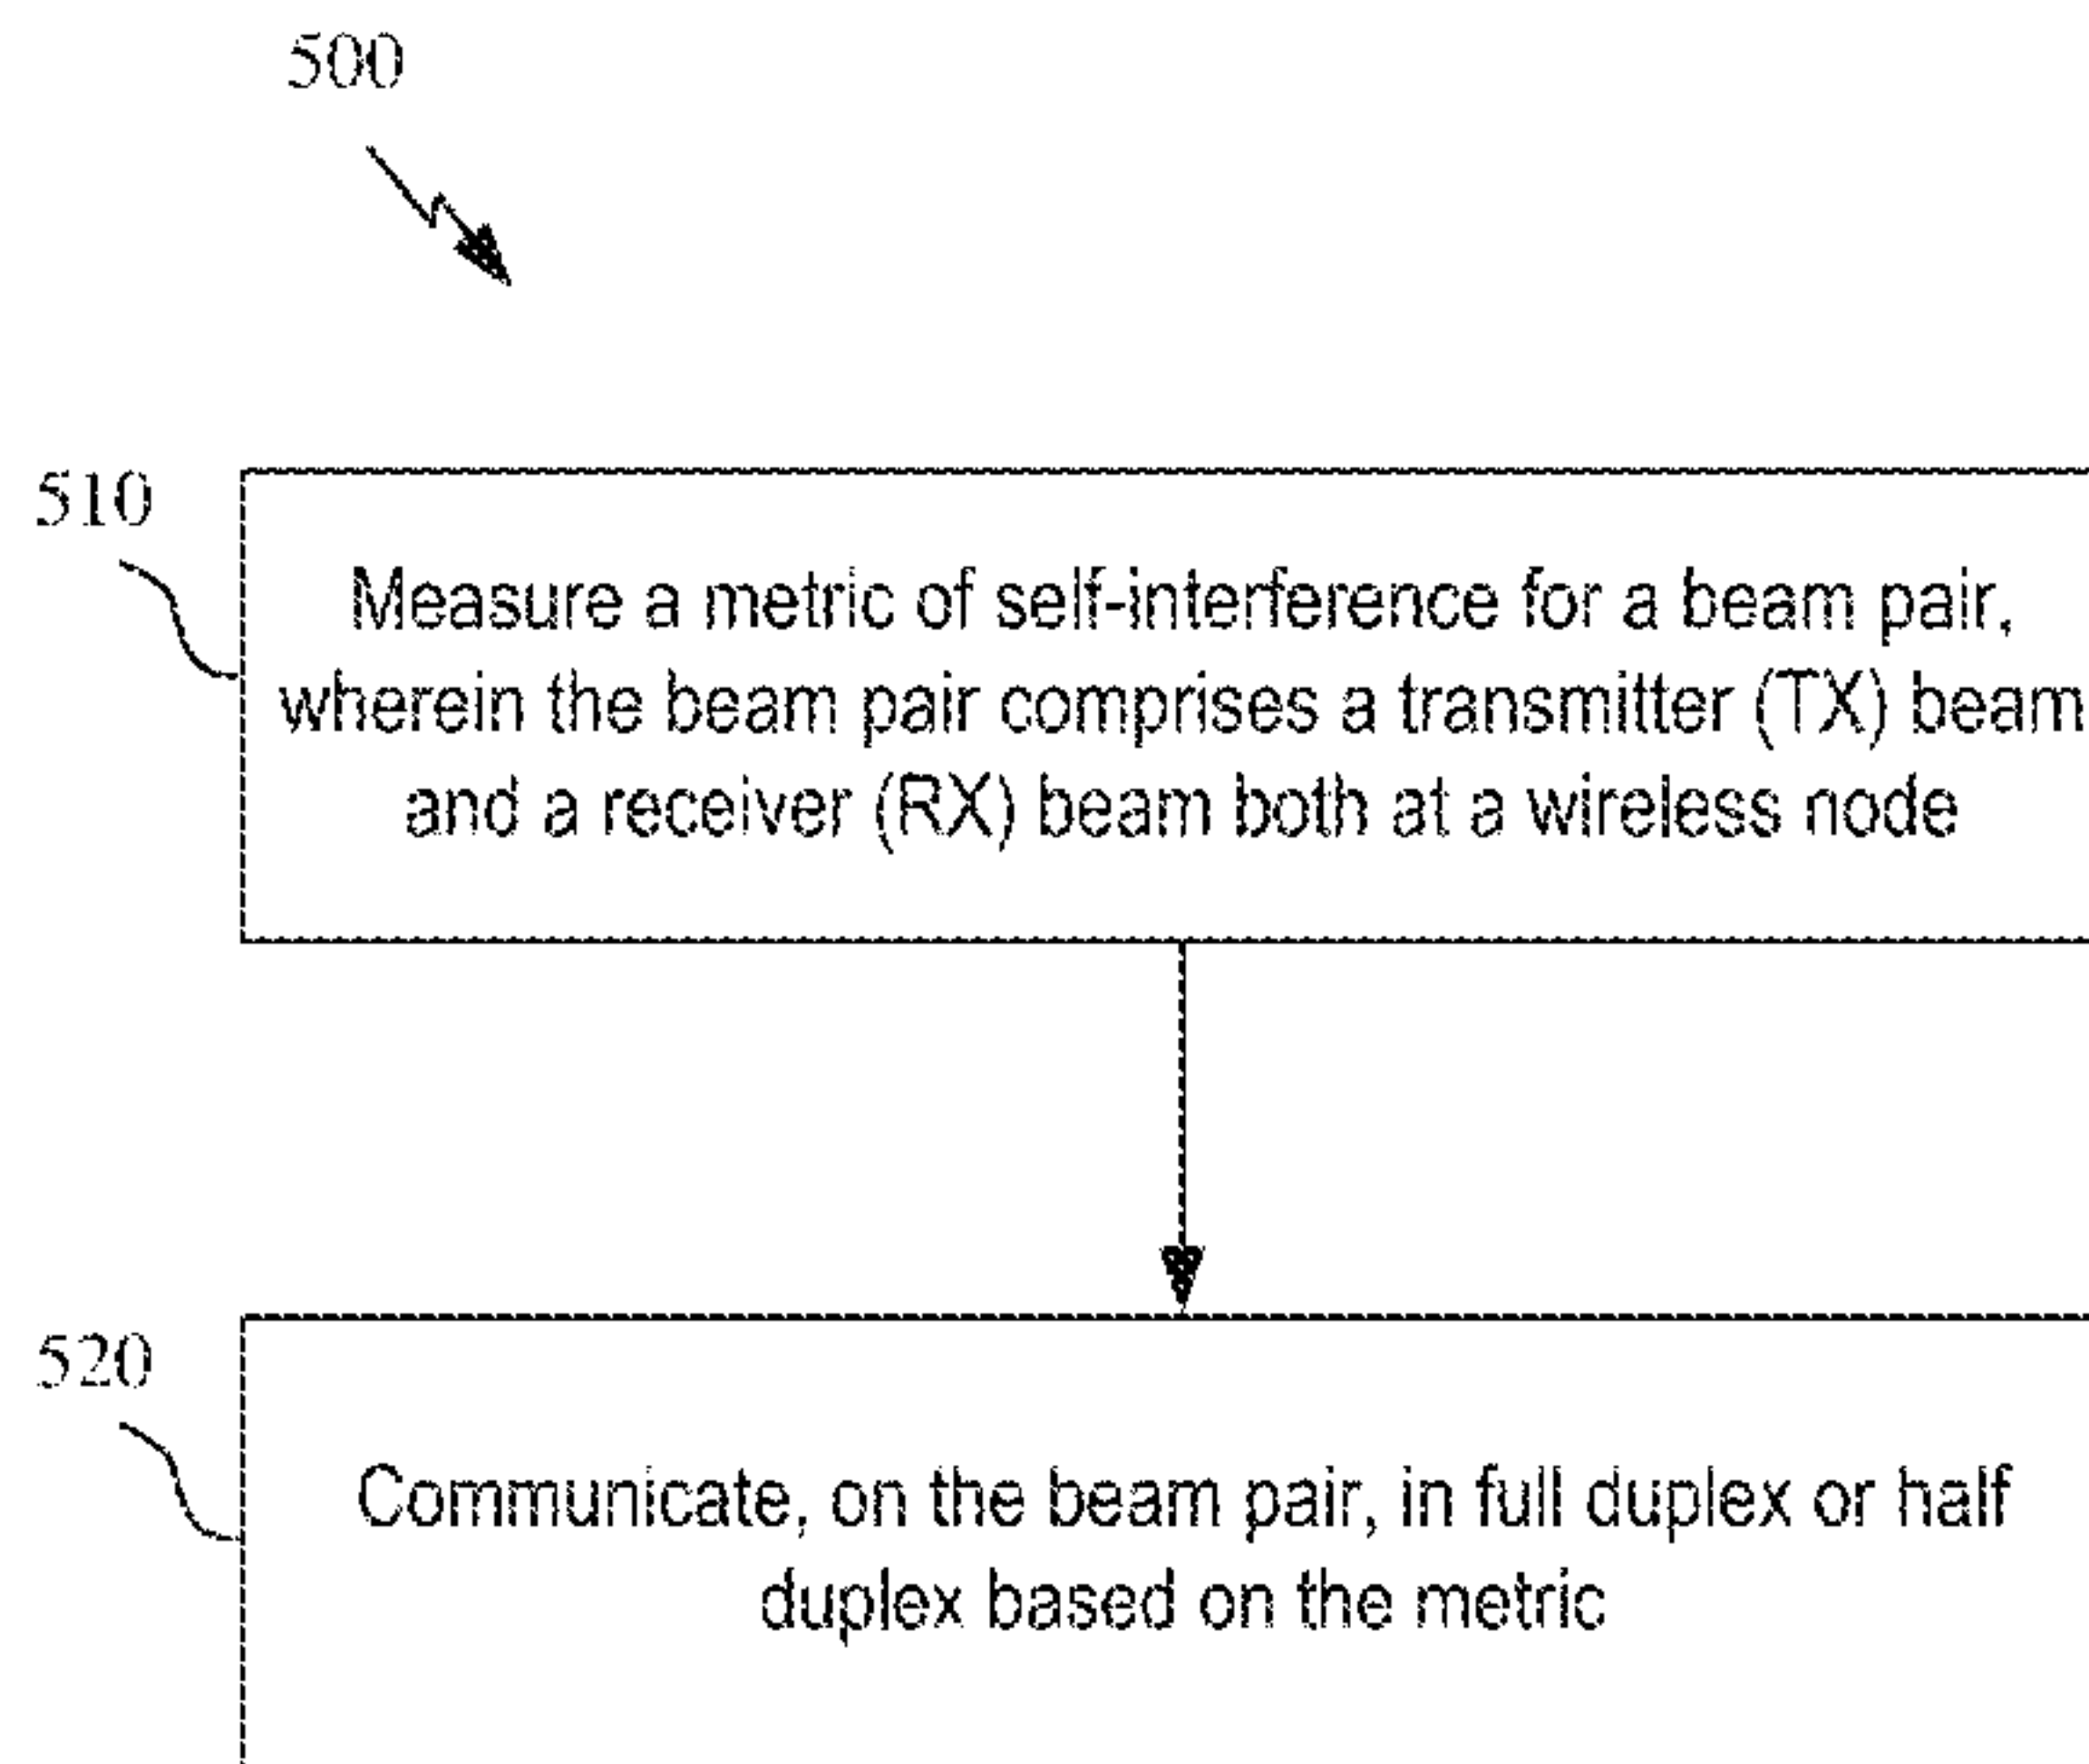 500
510
Measure a metric of self-interference for a beam pair,
wherein the beam pair comprises a transmitter (TX) beam
and a receiver (RX) beam both at a wireless node
520
Communicate, on the beam pair, in full duplex or half
duplex based on the metric